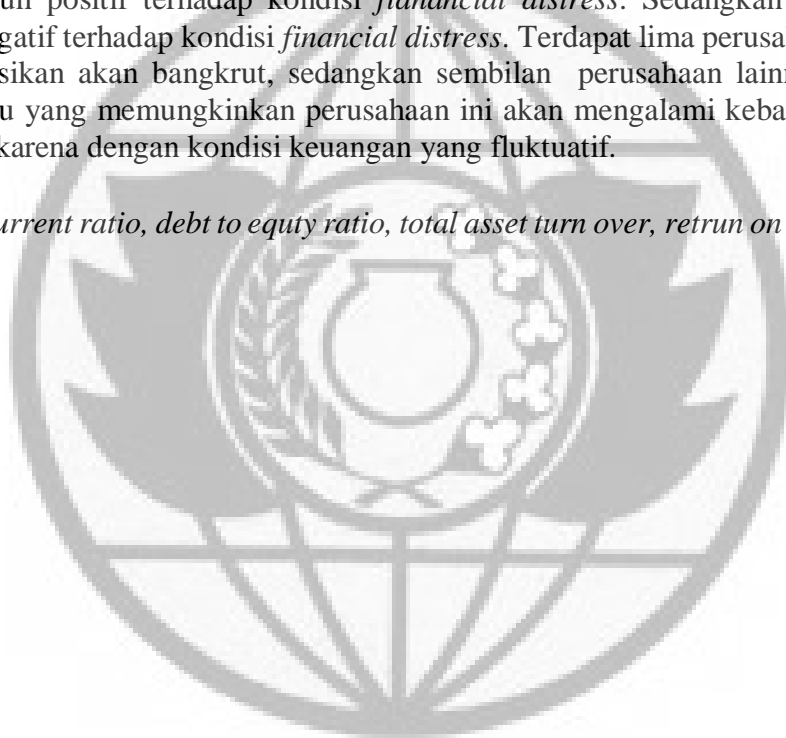 positif terhadap kondisi fianancial distress. Sedangkan
gatif terhadap kondisi financial distress. Terdapat lima perusa
sikan akan bangkrut, sedangkan sembilan perusahaan lain
u yang memungkinkan perusahaan ini akan mengalami keba
karena dengan kondisi keuangan yang fluktuatif.
urrent ratio, debt to equty ratio, total asset turn over, retrun on